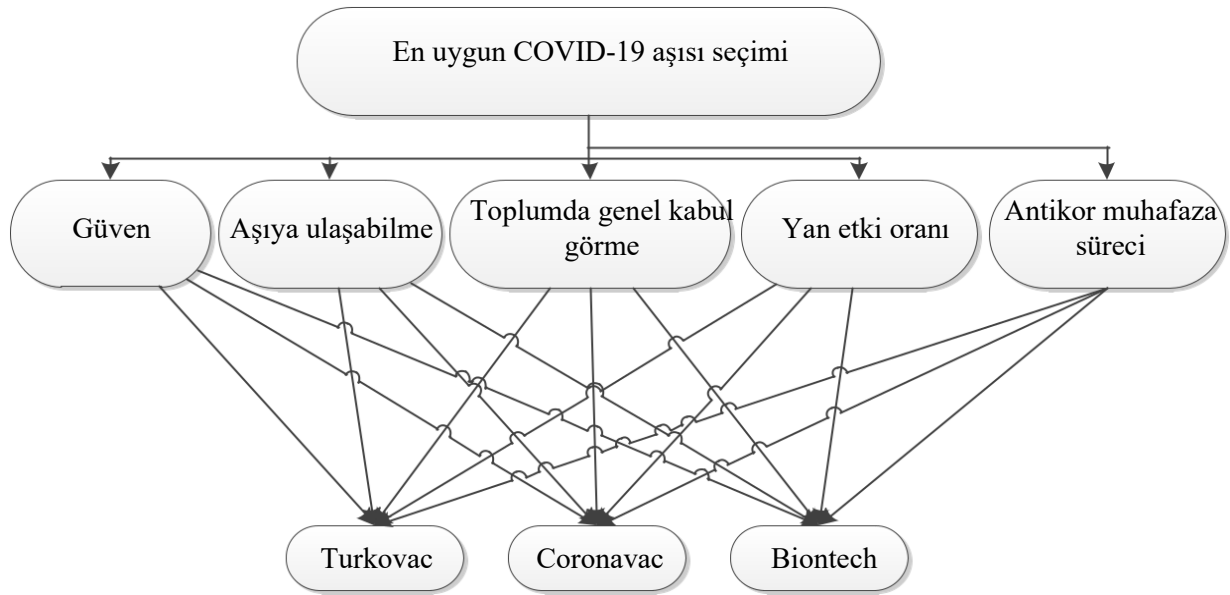 En uygun COVID-19 aşısı seçimi
Güven
Aşıya ulaşabilme
Toplumda genel kabul
görme
Yan etki oranı
Antikor muhafaza
süreci
Turkovac
Coronavac
Biontech